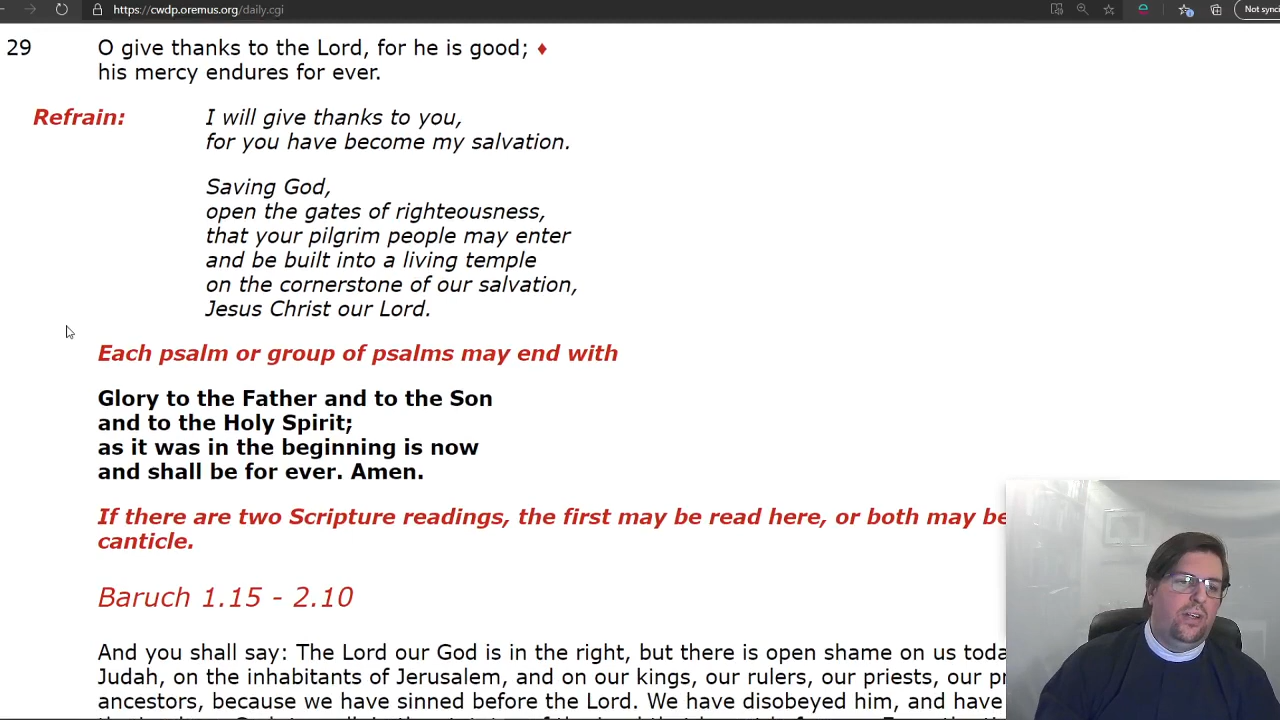 https://cwdp.oremus.org/daily.cgi
Not synci
29 O give thanks to the Lord, for he is good; ♦
his mercy endures for ever.
Refrain: I will give thanks to you,
for you have become my salvation.
Saving God,
open the gates of righteousness,
that your pilgrim people may enter
and be built into a living temple
on the cornerstone of our salvation,
Jesus Christ our Lord.
Each psalm or group of psalms may end with
Glory to the Father and to the Son
and to the Holy Spirit;
as it was in the beginning is now
and shall be for ever. Amen.
If there are two Scripture readings, the first may be read here, or both may be
canticle.
Baruch 1.15 - 2.10
And you shall say: The Lord our God is in the right, but there is open shame on us toda
Judah, on the inhabitants of Jerusalem, and on our kings, our rulers, our priests, our pr
ancestors, because we have sinned before the Lord. We have disobeyed him, and have